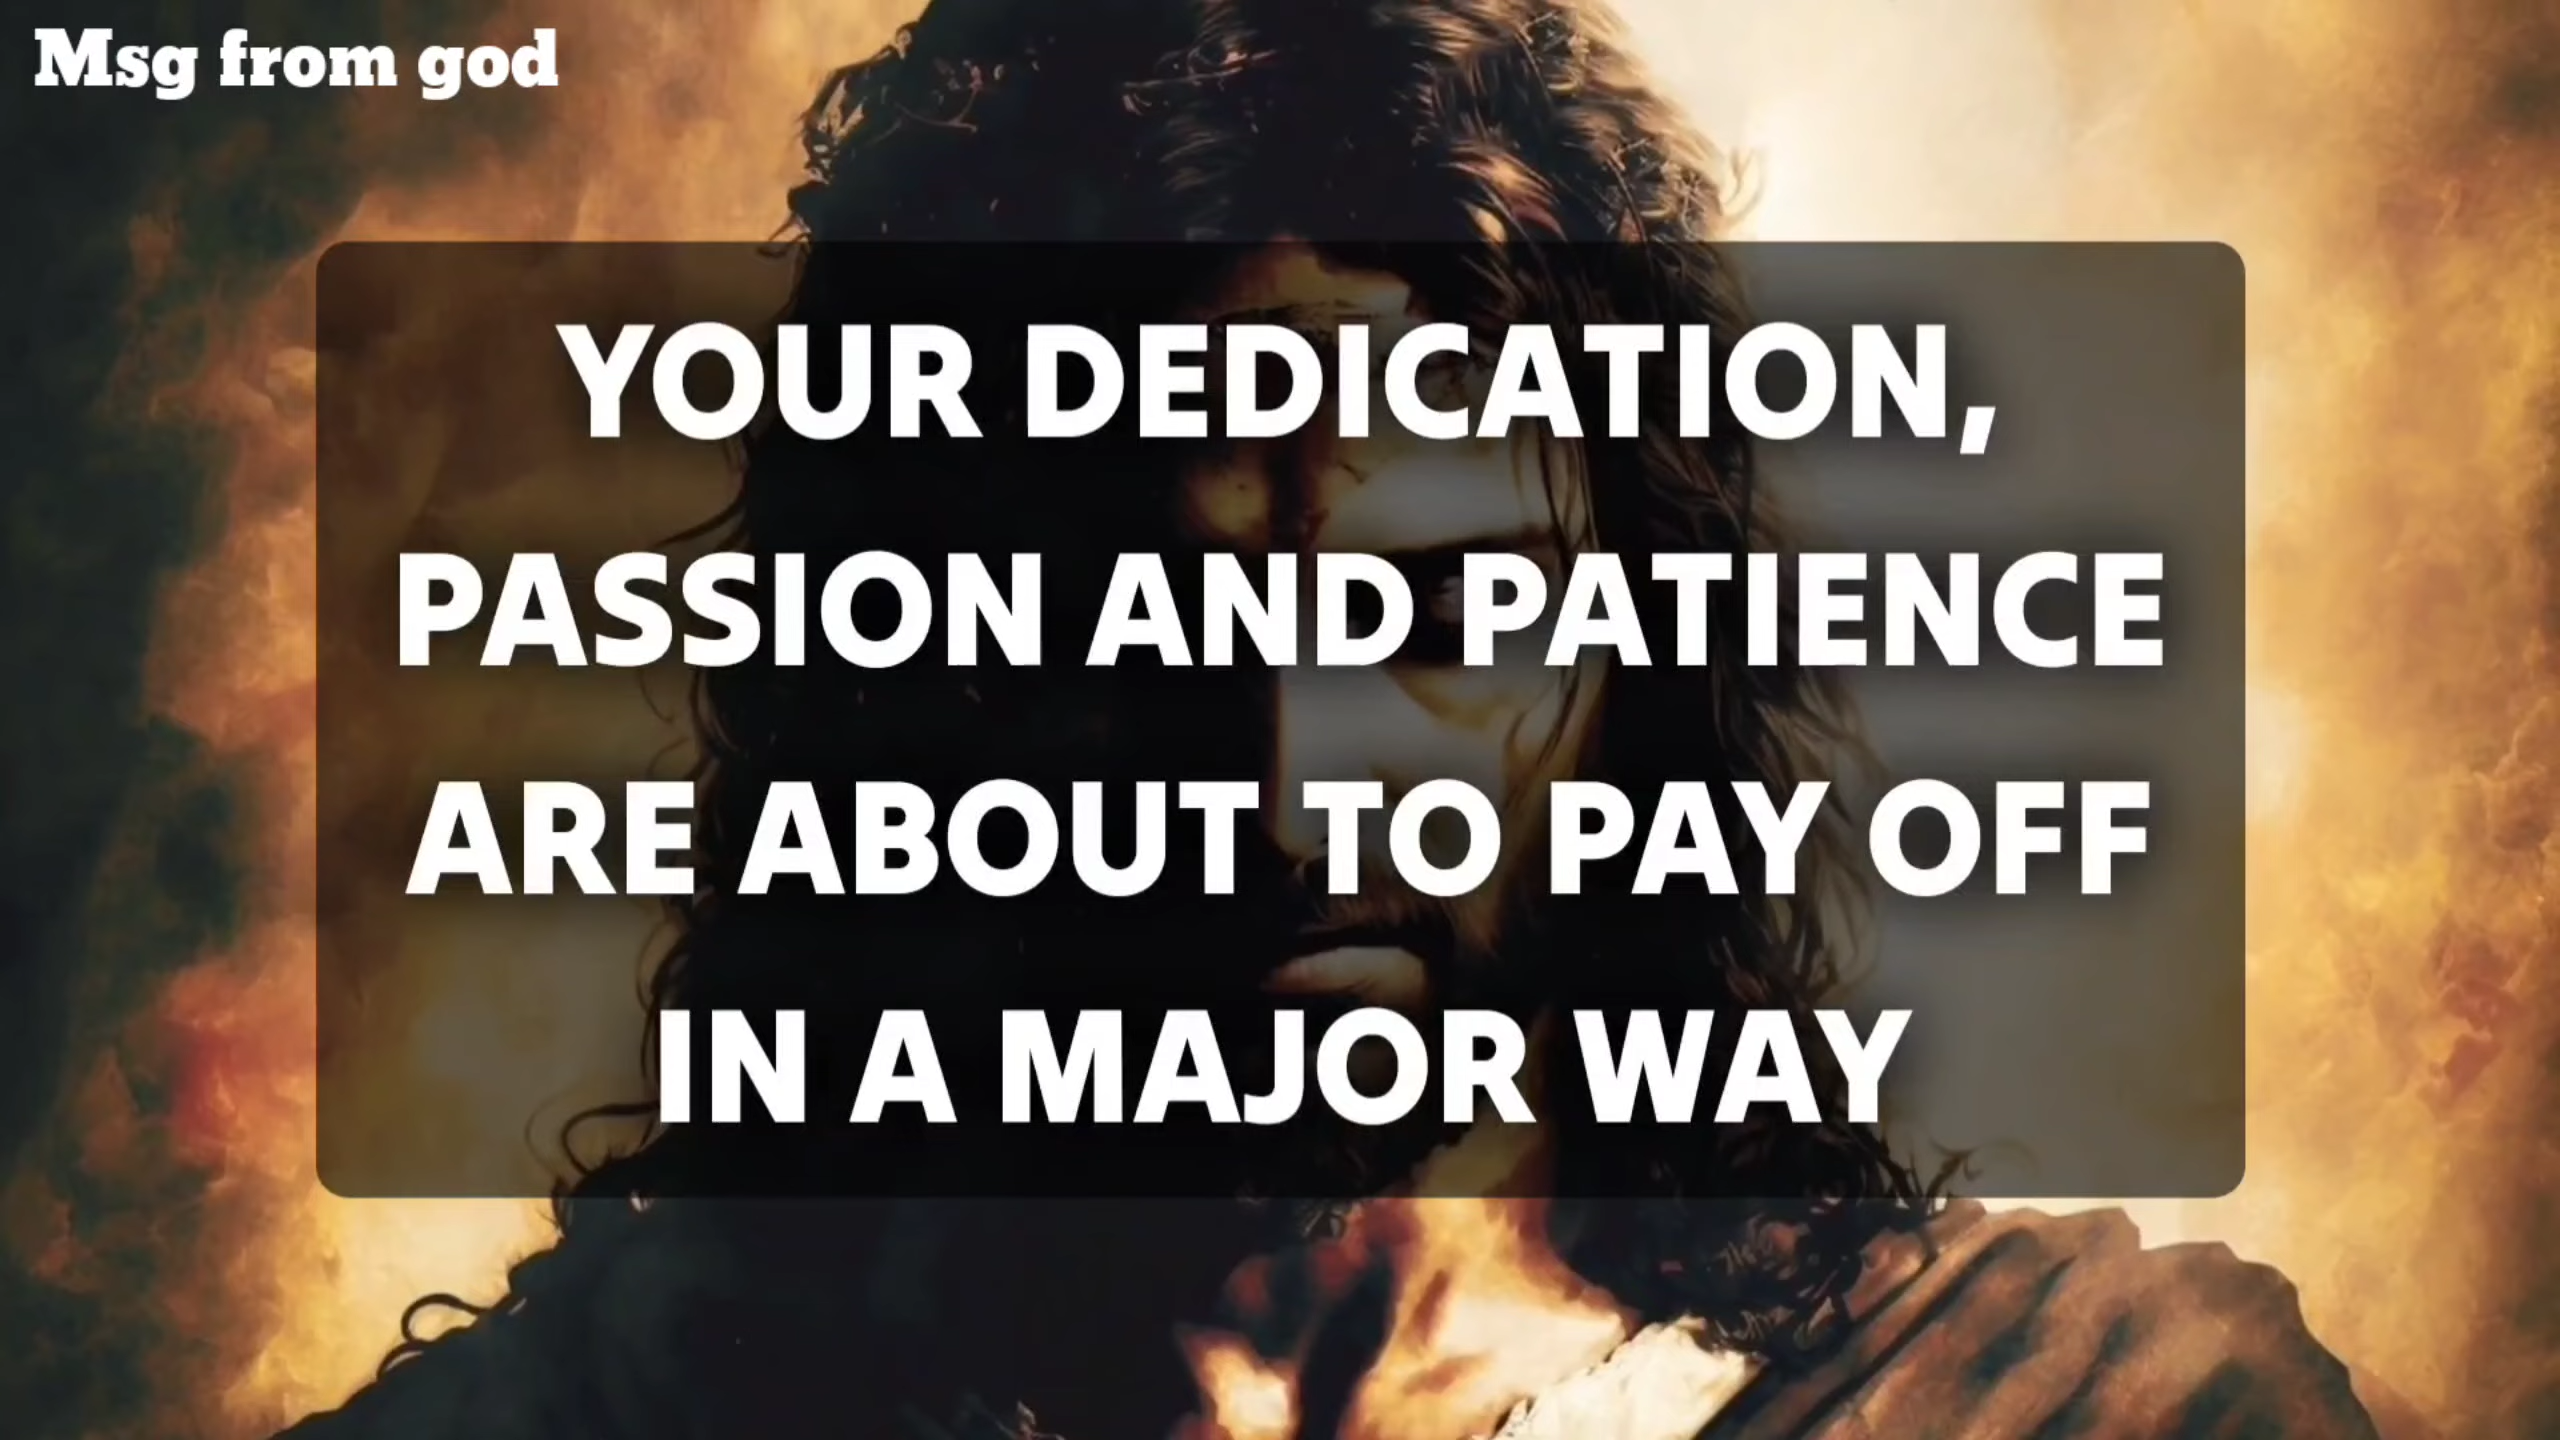 Msg from god
YOUR DEDICATION,
PASSION AND PATIENCE
ARE ABOUT TO PAY OFF
IN A MAJOR WAY